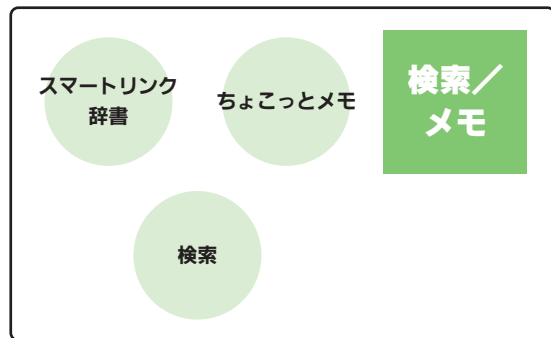 スマートリンク
辞書
ちょこっとメモ
検索／
メモ
検索